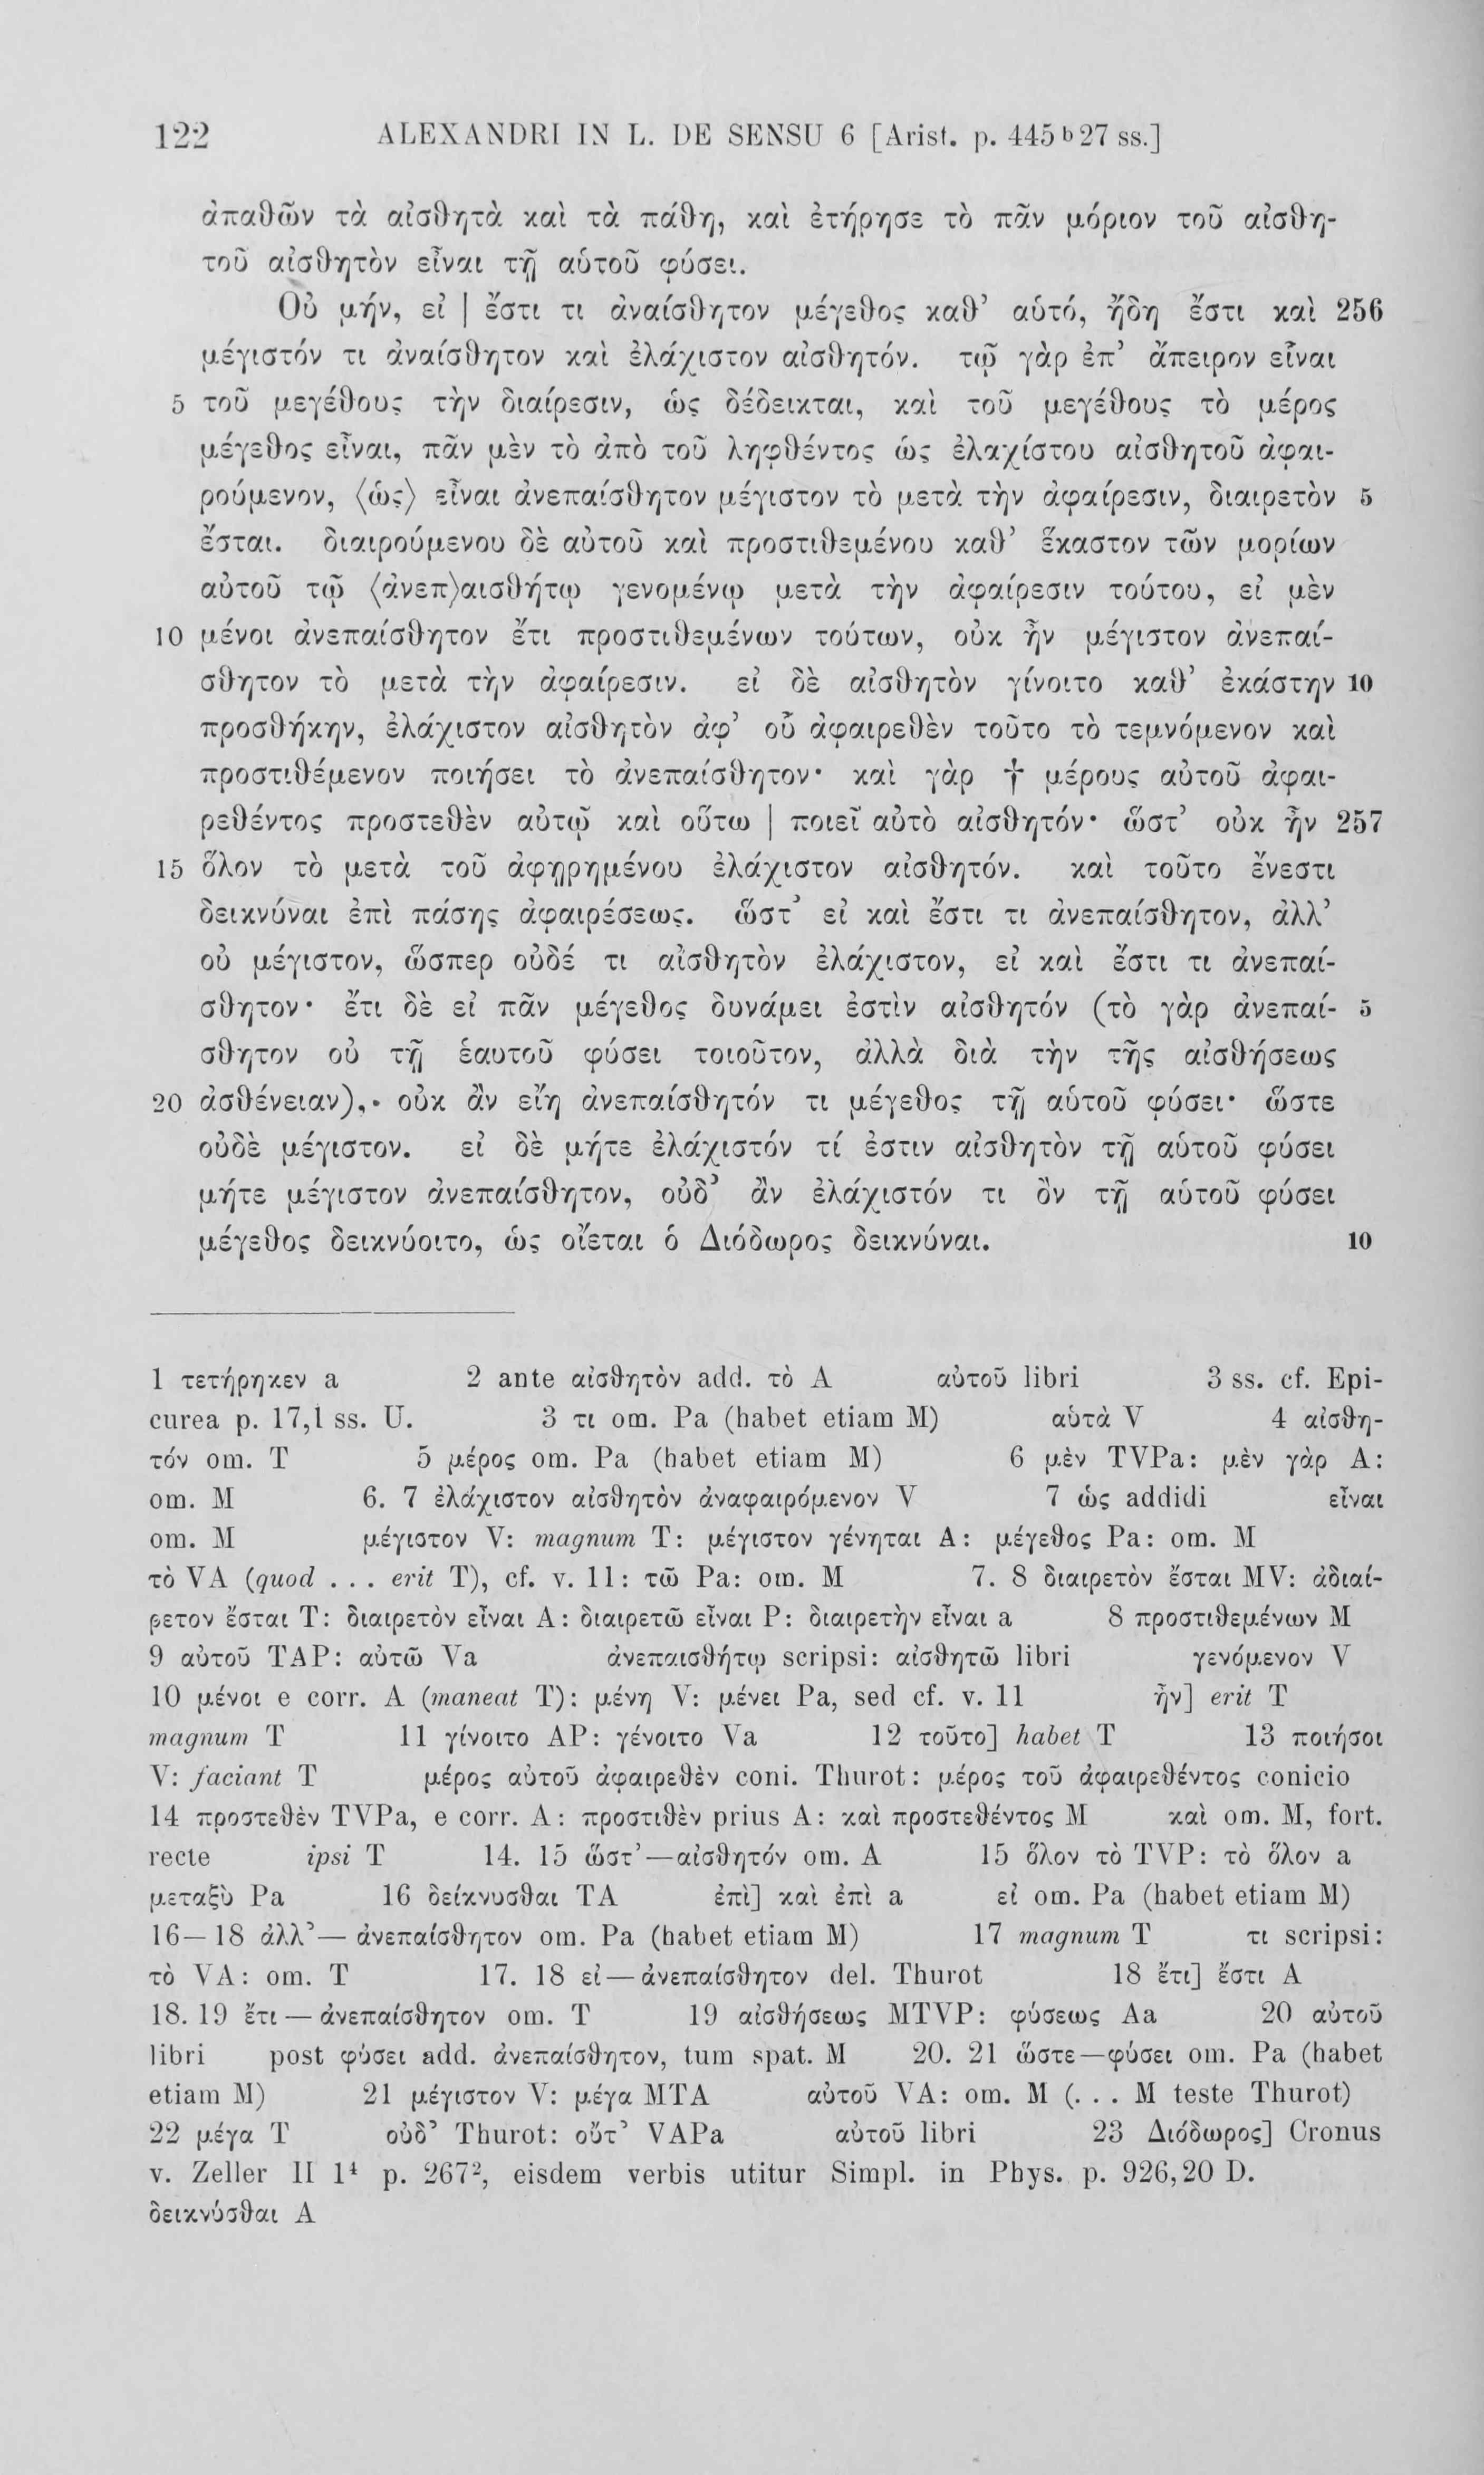 122 ALEXANDRI IN L. DE SENSU 6 [Arist. p. 445 b 27 ss.]
ἀπαθῶν τὰ αἰσθητὰ καὶ τὰ πάθη, καὶ ἐτήρησε τὸ πᾶν μόριον τοῦ αἰσθη-
τοῦ αἰσθητὸν εἶναι τῇ αὑτοῦ φύσει.
Οὐ μήν, εἰ | ἔστι τι ἀναίσθητον μέγεθος καθ’ αὑτό, ἤδη ἔστι καὶ 256
μέγιστόν τι ἀναίσθητον καὶ ἐλάχιστον αἰσθητόν. τῷ γὰρ ἐπ’ ἄπειρον εἶναι
5 τοῦ μεγέθους τὴν διαίρεσιν, ὡς δέδεικται, καὶ τοῦ μεγέθους τὸ μέρος
μέγεθος εἶναι, πᾶν μὲν τὸ ἀπὸ τοῦ ληφθέντος ὡς ἐλαχίστου αἰσθητοῦ ἀφαι-
ρούμενον, ⟨ὡς⟩ εἶναι ἀνεπαίσθητον μέγιστον τὸ μετὰ τὴν ἀφαίρεσιν, διαιρετὸν 5
ἔσται. διαιρούμενου δὲ αὐτοῦ καὶ προστιθεμένου καθ’ ἕκαστον τῶν μορίων
αὐτοῦ τῷ ⟨ἀνεπ⟩αισθήτῳ γενομένῳ μετὰ τὴν ἀφαίρεσιν τούτου, εἰ μὲν
10 μένοι ἀνεπαίσθητον ἔτι προστιθεμένων τούτων, οὐκ ἦν μέγιστον ἀνεπαί-
σθητον τὸ μετὰ τὴν ἀφαίρεσιν. εἰ δὲ αἰσθητὸν γίνοιτο καθ’ ἑκάστην 10
προσθήκην, ἐλάχιστον αἰσθητὸν ἀφ’ οὗ ἀφαιρεθὲν τοῦτο τὸ τεμνόμενον καὶ
προστιθέμενον ποιήσει τὸ ἀνεπαίσθητον· καὶ γὰρ † μέρους αὐτοῦ ἀφαι-
ρεθέντος προστεθὲν αὐτῷ καὶ οὕτω | ποιεῖ αὐτὸ αἰσθητόν· ὥστ’ οὐκ ἦν 257
15 ὅλον τὸ μετὰ τοῦ ἀφῃρημένου ἐλάχιστον αἰσθητόν. καὶ τοῦτο ἔνεστι
δεικνύναι ἐπὶ πάσης ἀφαιρέσεως. ὥστ’ εἰ καὶ ἔστι τι ἀνεπαίσθητον, ἀλλ’
οὐ μέγιστον, ὥσπερ οὐδέ τι αἰσθητὸν ἐλάχιστον, εἰ καὶ ἔστι τι ἀνεπαί-
σθητον· ἔτι δὲ εἰ πᾶν μέγεθος δυνάμει ἐστὶν αἰσθητόν (τὸ γὰρ ἀνεπαί- 5
σθητον οὐ τῇ ἑαυτοῦ φύσει τοιοῦτον, ἀλλὰ διὰ τὴν τῆς αἰσθήσεως
20 ἀσθένειαν),· οὐκ ἂν εἴη ἀνεπαίσθητόν τι μέγεθος τῇ αὑτοῦ φύσει· ὥστε
οὐδὲ μέγιστον. εἰ δὲ μήτε ἐλάχιστόν τί ἐστιν αἰσθητὸν τῇ αὑτοῦ φύσει
μήτε μέγιστον ἀνεπαίσθητον, οὐδ’ ἂν ἐλάχιστόν τι ὂν τῇ αὑτοῦ φύσει
μέγεθος δεικνύοιτο, ὡς οἴεται ὁ Διόδωρος δεικνύναι. 10
1 τετήρηκεν a 2 ante αἰσθητὸν add. τὸ A αὐτοῦ libri 3 ss. cf. Epi-
curea p. 17,1 ss. U. 3 τι om. Pa (habet etiam M) αὑτὰ V 4 αἰσθη-
τόν om. T 5 μέρος om. Pa (habet etiam M) 6 μὲν TVPa: μὲν γὰρ A:
om. M 6. 7 ἐλάχιστον αἰσθητὸν ἀναφαιρόμενον V 7 ὡς addidi εἶναι
om. M μέγιστον V: magnum T: μέγιστον γένηται A: μέγεθος Pa: om. M
τὸ VA (quod . . . erit T), cf. v. 11: τῶ Pa: om. M 7. 8 διαιρετὸν ἔσται MV: ἀδιαί-
ρετον ἔσται T: διαιρετὸν εἶναι A: διαιρετῶ εἶναι P: διαιρετὴν εἶναι a 8 προστιθεμένων M
9 αὐτοῦ TAP: αὐτῶ Va ἀνεπαισθήτῳ scripsi: αἰσθητῶ libri γενόμενον V
10 μένοι e corr. A (maneat T): μένη V: μένει Pa, sed cf. v. 11 ἦν] erit T
magnum T 11 γίνοιτο AP: γένοιτο Va 12 τοῦτο] habet T 13 ποιήσοι
V: faciant T μέρος αὐτοῦ ἀφαιρεθὲν coni. Thurot: μέρος τοῦ ἀφαιρεθέντος conicio
14 προστεθὲν TVPa, e corr. A: προστιθὲν prius A: καὶ προστεθέντος M καὶ om. M, fort.
recte ipsi T 14. 15 ὥστ’—αἰσθητόν om. A 15 ὅλον τὸ TVP: τὸ ὅλον a
μεταξὺ Pa 16 δείκνυσθαι TA ἐπὶ] καὶ ἐπὶ a εἰ om. Pa (habet etiam M)
16—18 ἀλλ’— ἀνεπαίσθητον om. Pa (habet etiam M) 17 magnum T τι scripsi:
τὸ VA: om. T 17. 18 εἰ—ἀνεπαίσθητον del. Thurot 18 ἔτι] ἔστι A
18. 19 ἔτι — ἀνεπαίσθητον om. T 19 αἰσθήσεως MTVP: φύσεως Aa 20 αὐτοῦ
libri post φύσει add. ἀνεπαίσθητον, tum spat. M 20. 21 ὥστε—φύσει om. Pa (habet
etiam M) 21 μέγιστον V: μέγα MTA αὐτοῦ VA: om. M (. . . M teste Thurot)
22 μέγα T οὐδ’ Thurot: οὔτ’ VAPa αὐτοῦ libri 23 Διόδωρος] Cronus
v. Zeller II 1⁴ p. 267², eisdem verbis utitur Simpl. in Phys. p. 926,20 D.
δεικνύσθαι A